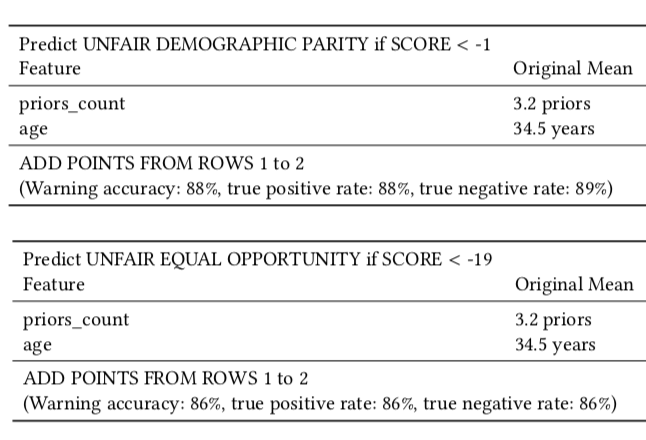 Predict UNFAIR DEMOGRAPHIC PARITY if SCORE < -1
Feature Original Mean
priors_count 3.2 priors
age 34.5 years
ADD POINTS FROM ROWS 1 to 2
(Warning accuracy: 88%, true positive rate: 88%, true negative rate: 89%)
Predict UNFAIR EQUAL OPPORTUNITY if SCORE < -19
Feature Original Mean
priors_count 3.2 priors
age 34.5 years
ADD POINTS FROM ROWS 1 to 2
(Warning accuracy: 86%, true positive rate: 86%, true negative rate: 86%)